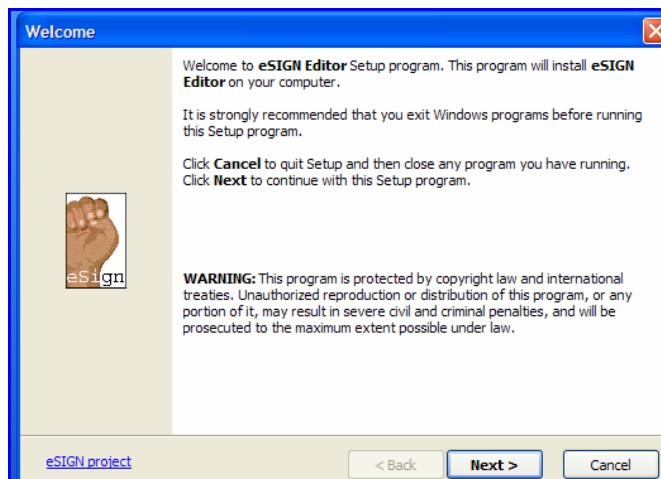 Welcome
Welcome to eSIGN Editor Setup program. This program will install eSIGN
Editor on your computer.
It is strongly recommended that you exit Windows programs before running
this Setup program.
Click Cancel to quit Setup and then close any program you have running.
Click Next to continue with this Setup program.
eSign
WARNING: This program is protected by copyright law and international
treaties. Unauthorized reproduction or distribution of this program, or any
portion of it, may result in severe civil and criminal penalties, and will be
prosecuted to the maximum extent possible under law.
eSIGN project
< Back
Next >
Cancel